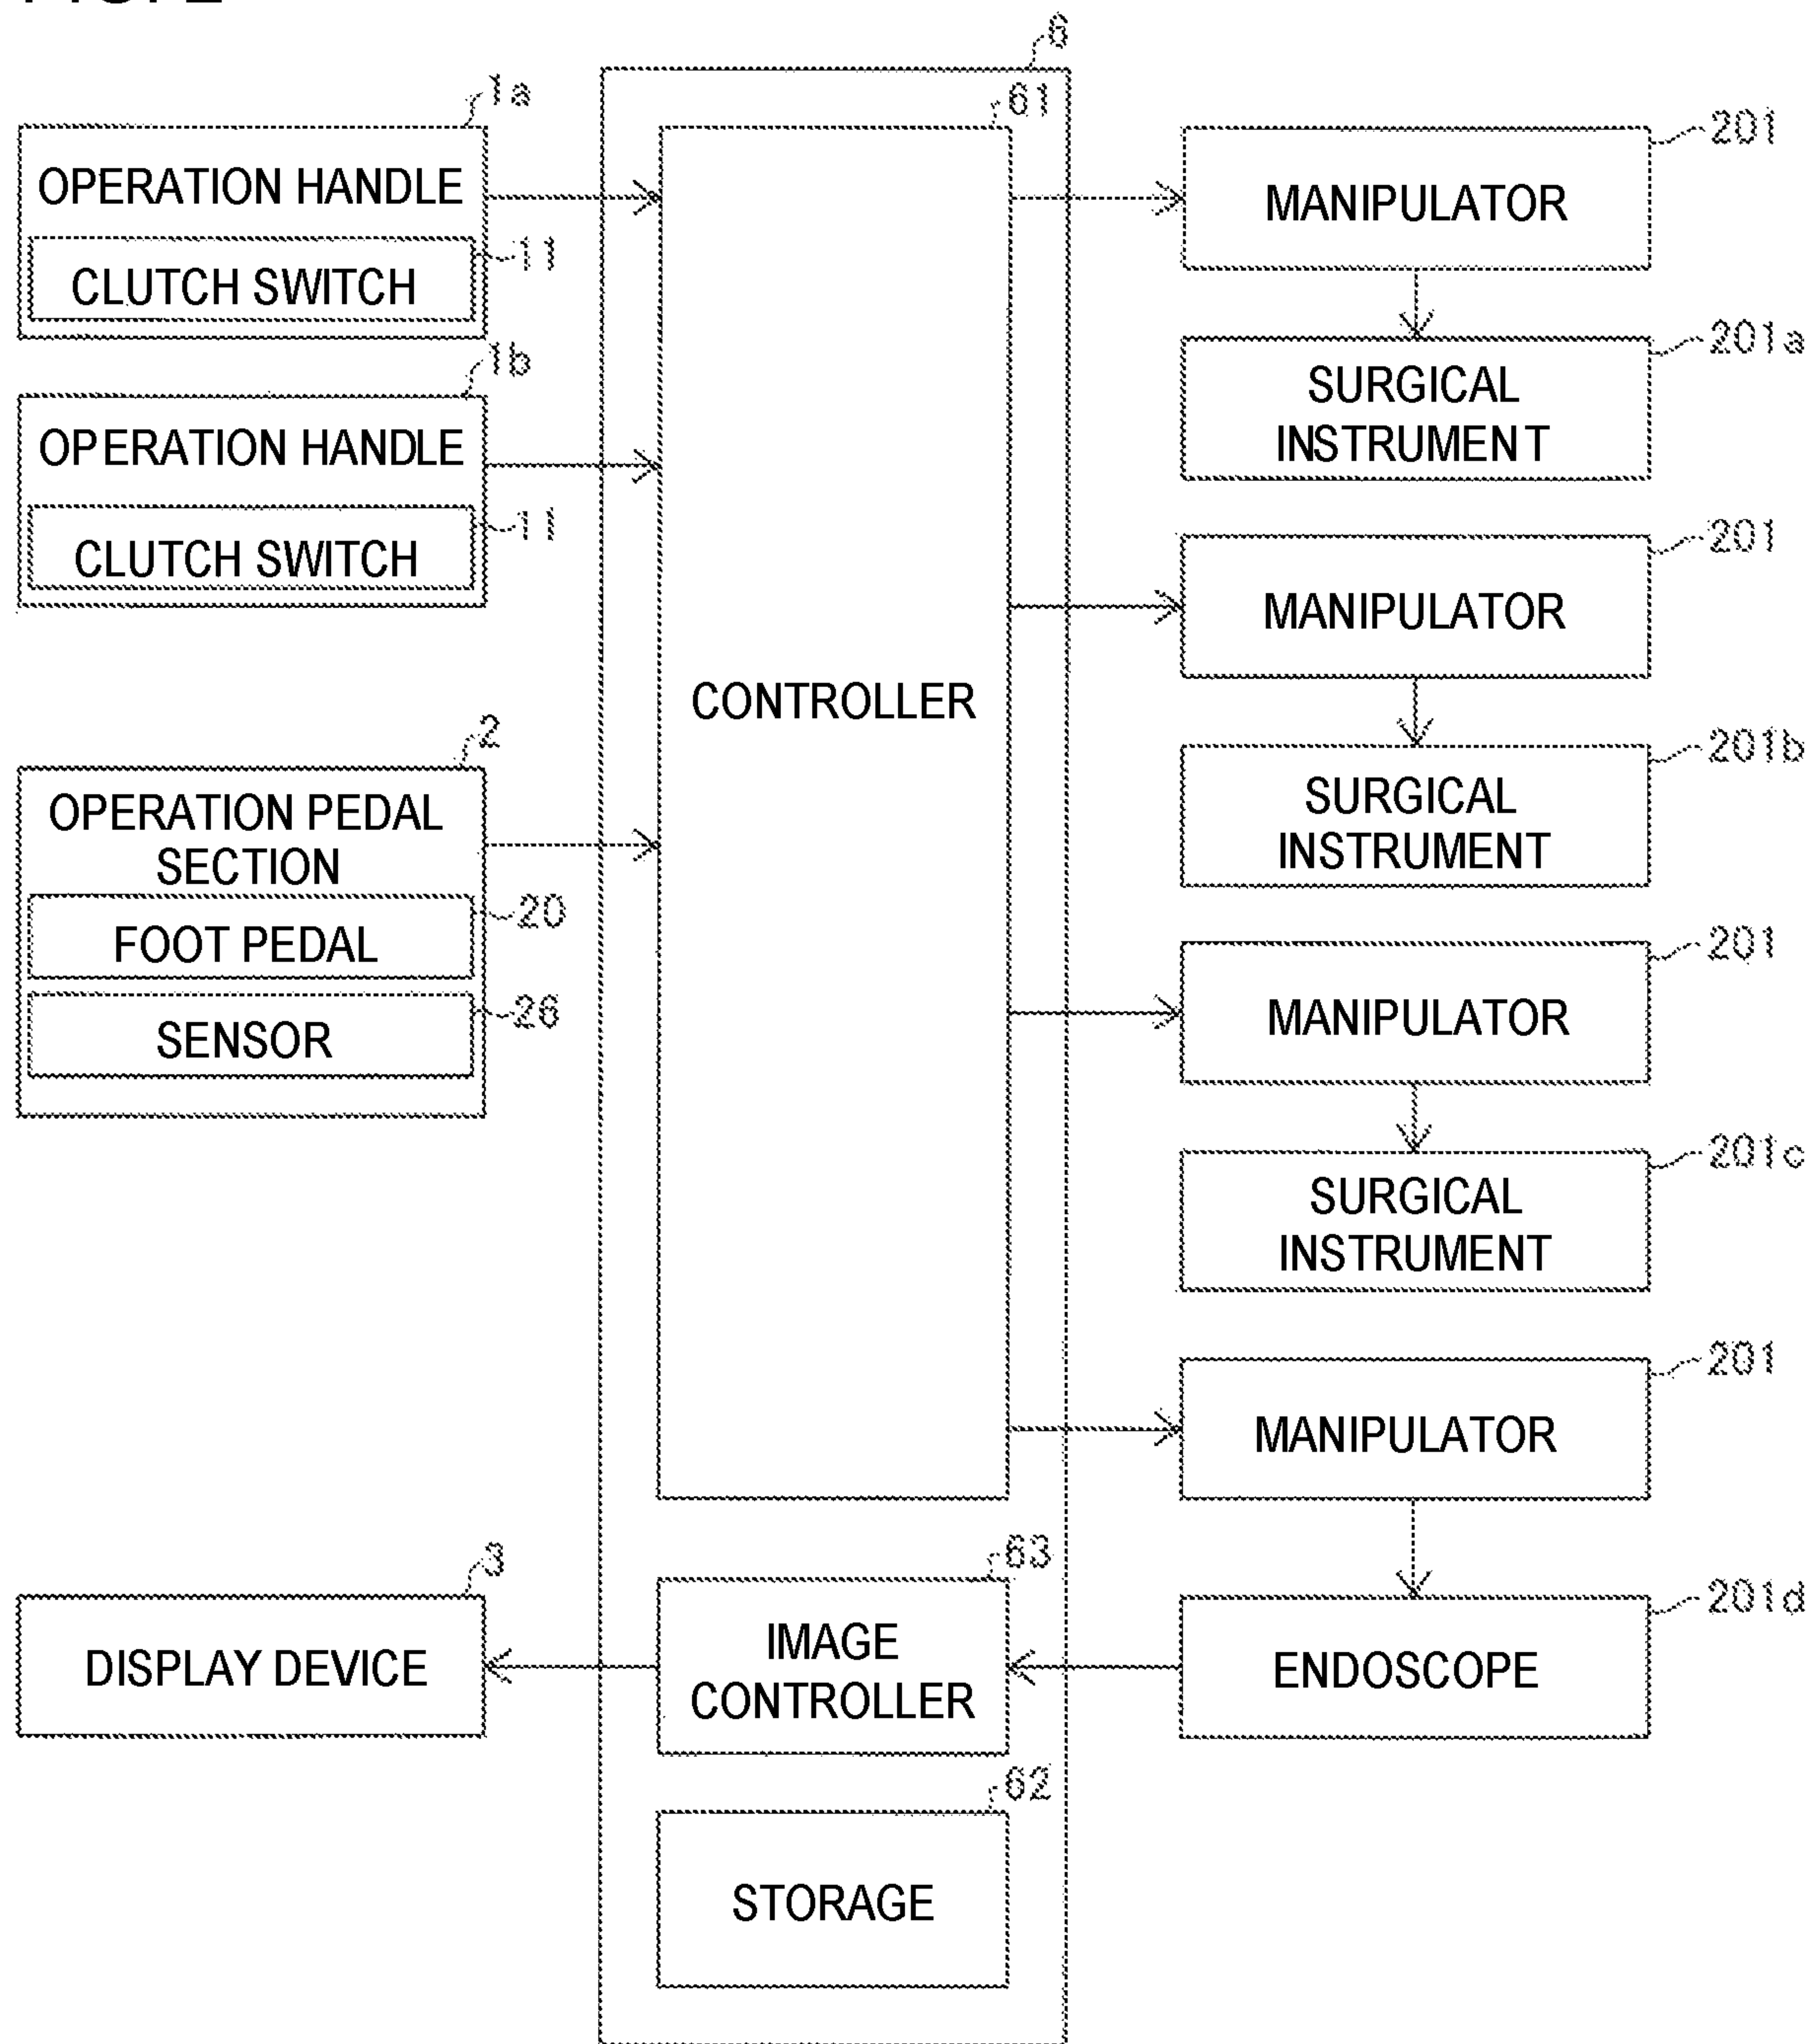 6
1a
OPERATION HANDLE
11
CLUTCH SWITCH
1b
OPERATION HANDLE
11
CLUTCH SWITCH
2
OPERATION PEDAL
SECTION
20
FOOT PEDAL
26
SENSOR
3
DISPLAY DEVICE
61
CONTROLLER
63
IMAGE
CONTROLLER
62
STORAGE
201
MANIPULATOR
201a
SURGICAL
INSTRUMENT
201
MANIPULATOR
201b
SURGICAL
INSTRUMENT
201
MANIPULATOR
201c
SURGICAL
INSTRUMENT
201
MANIPULATOR
201d
ENDOSCOPE